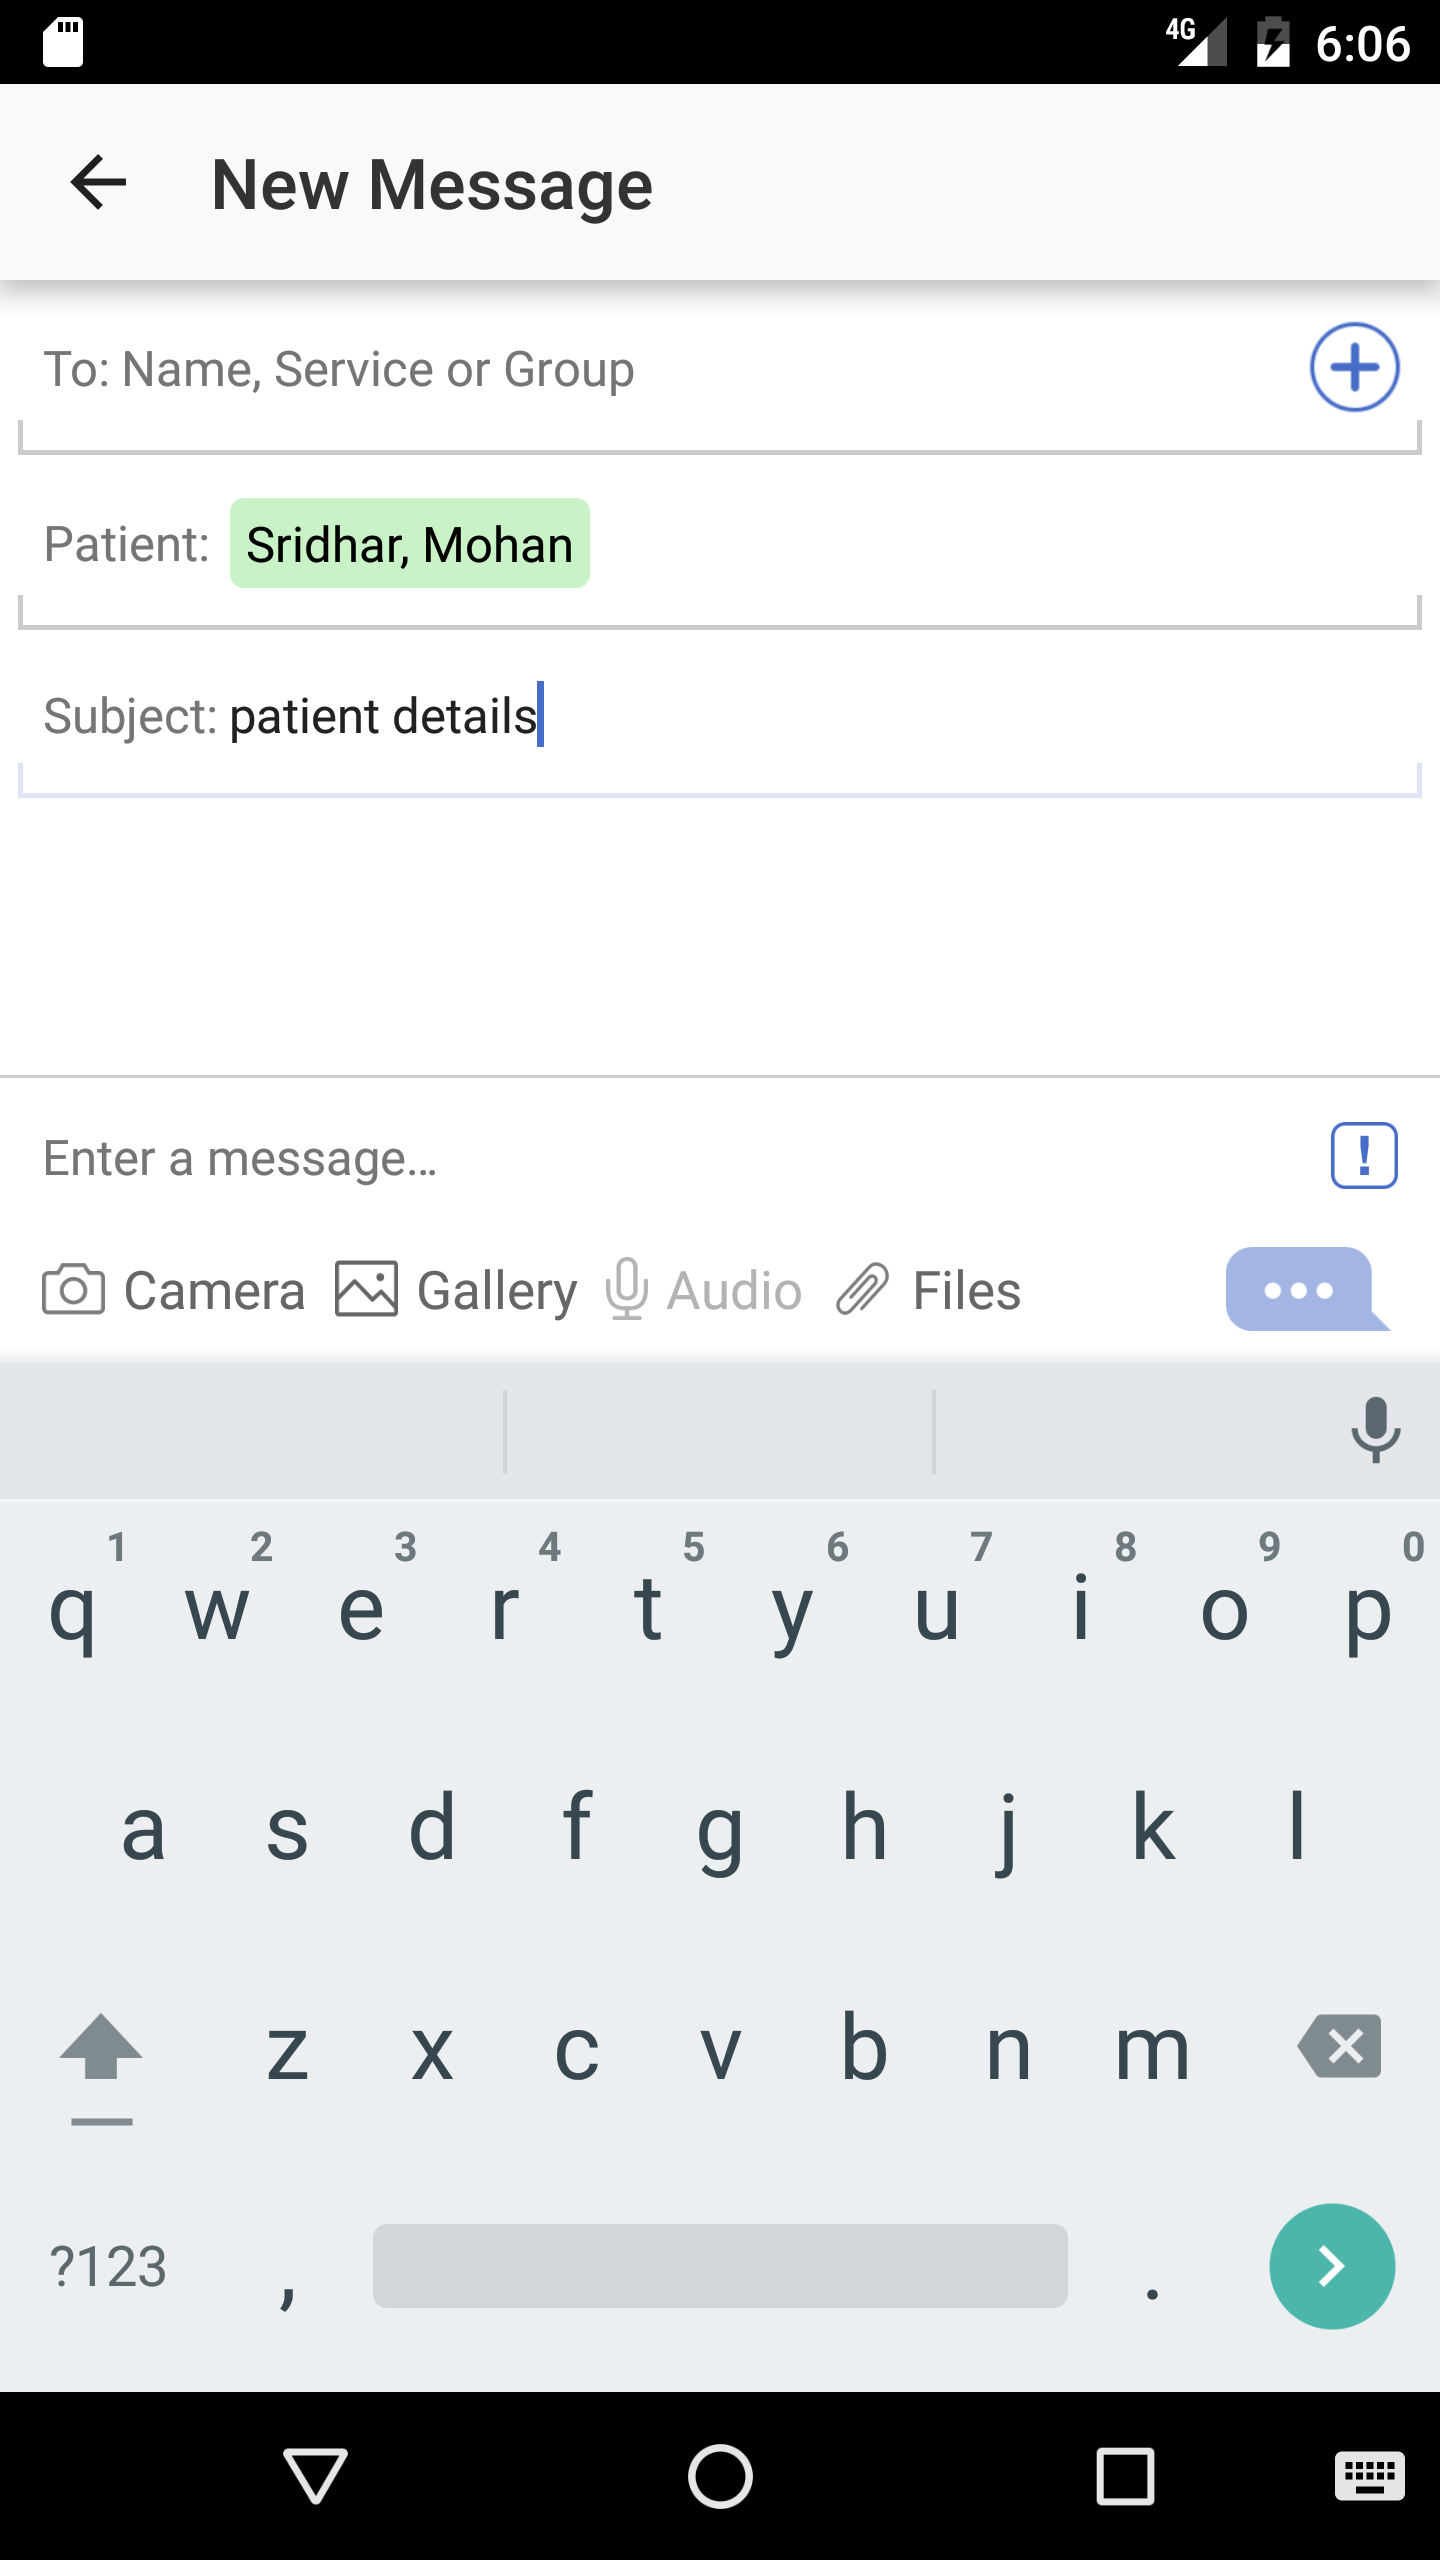 4G 6:06
New Message
To: Name, Service or Group
Patient: Sridhar, Mohan
Subject: patient details
Enter a message...
!
Camera Gallery Audio Files
1 2 3 4 5 6 7 8 9 0
q w e r t y u i o p
a s d f g h j k l
z x c v b n m
?123 , .